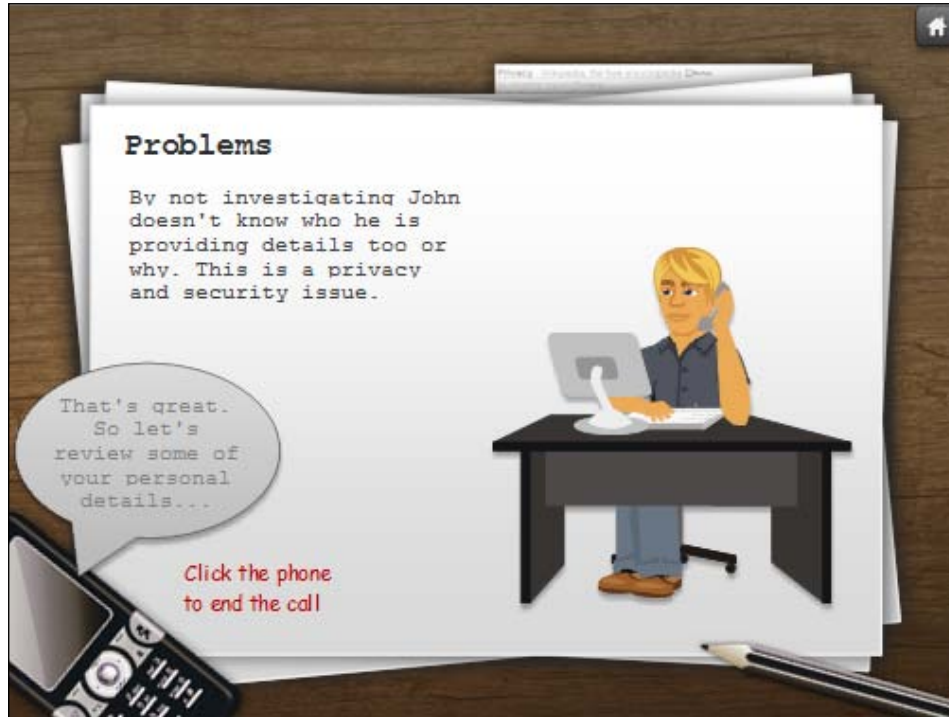 Problems
By not investigating John
doesn't know who he is
providing details too or
why. This is a privacy
and security issue.
That's great.
So let's
review some of
your personal
details...
Click the phone
to end the call